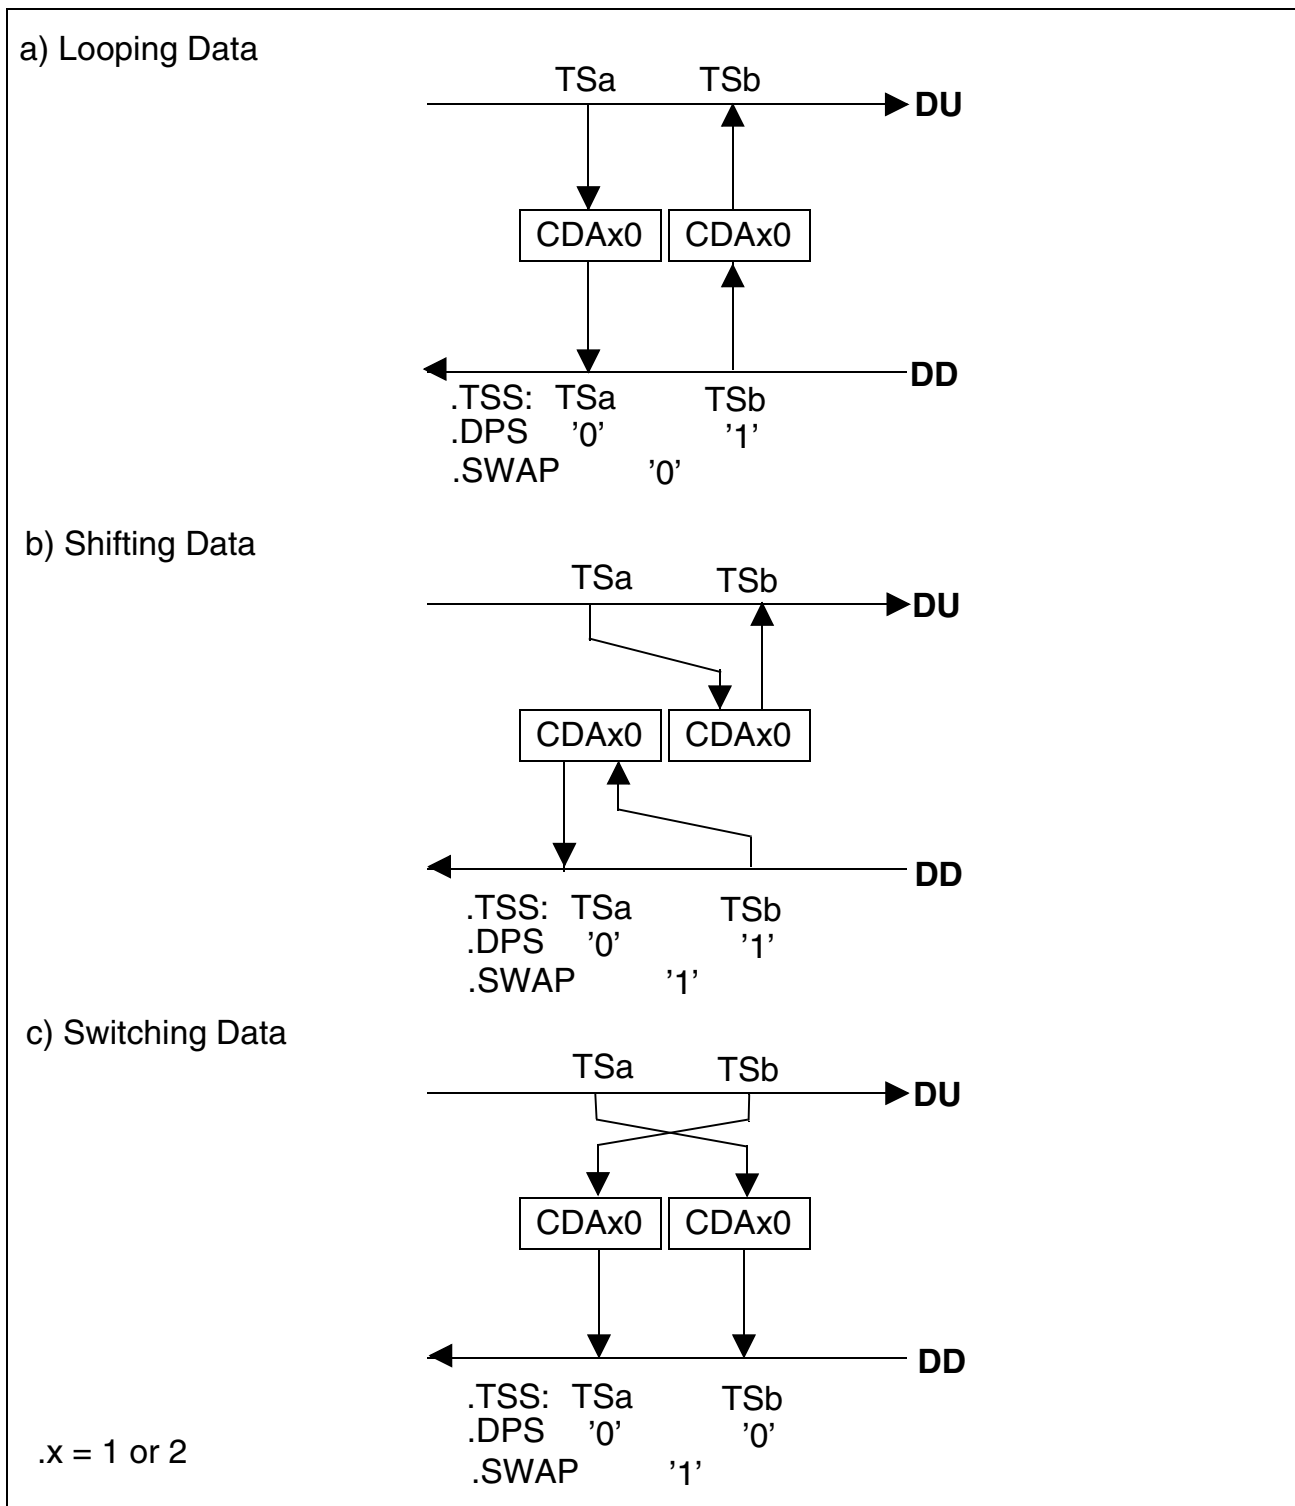 a) Looping Data
TSa TSb
DU
CDAx0 CDAx0
DD
.TSS: TSa TSb
.DPS ’0’ ’1’
.SWAP ’0’
b) Shifting Data
TSa TSb
DU
CDAx0 CDAx0
DD
.TSS: TSa TSb
.DPS ’0’ ’1’
.SWAP ’1’
c) Switching Data
TSa TSb
DU
CDAx0 CDAx0
DD
.TSS: TSa TSb
.DPS ’0’ ’0’
.x = 1 or 2
.SWAP ’1’